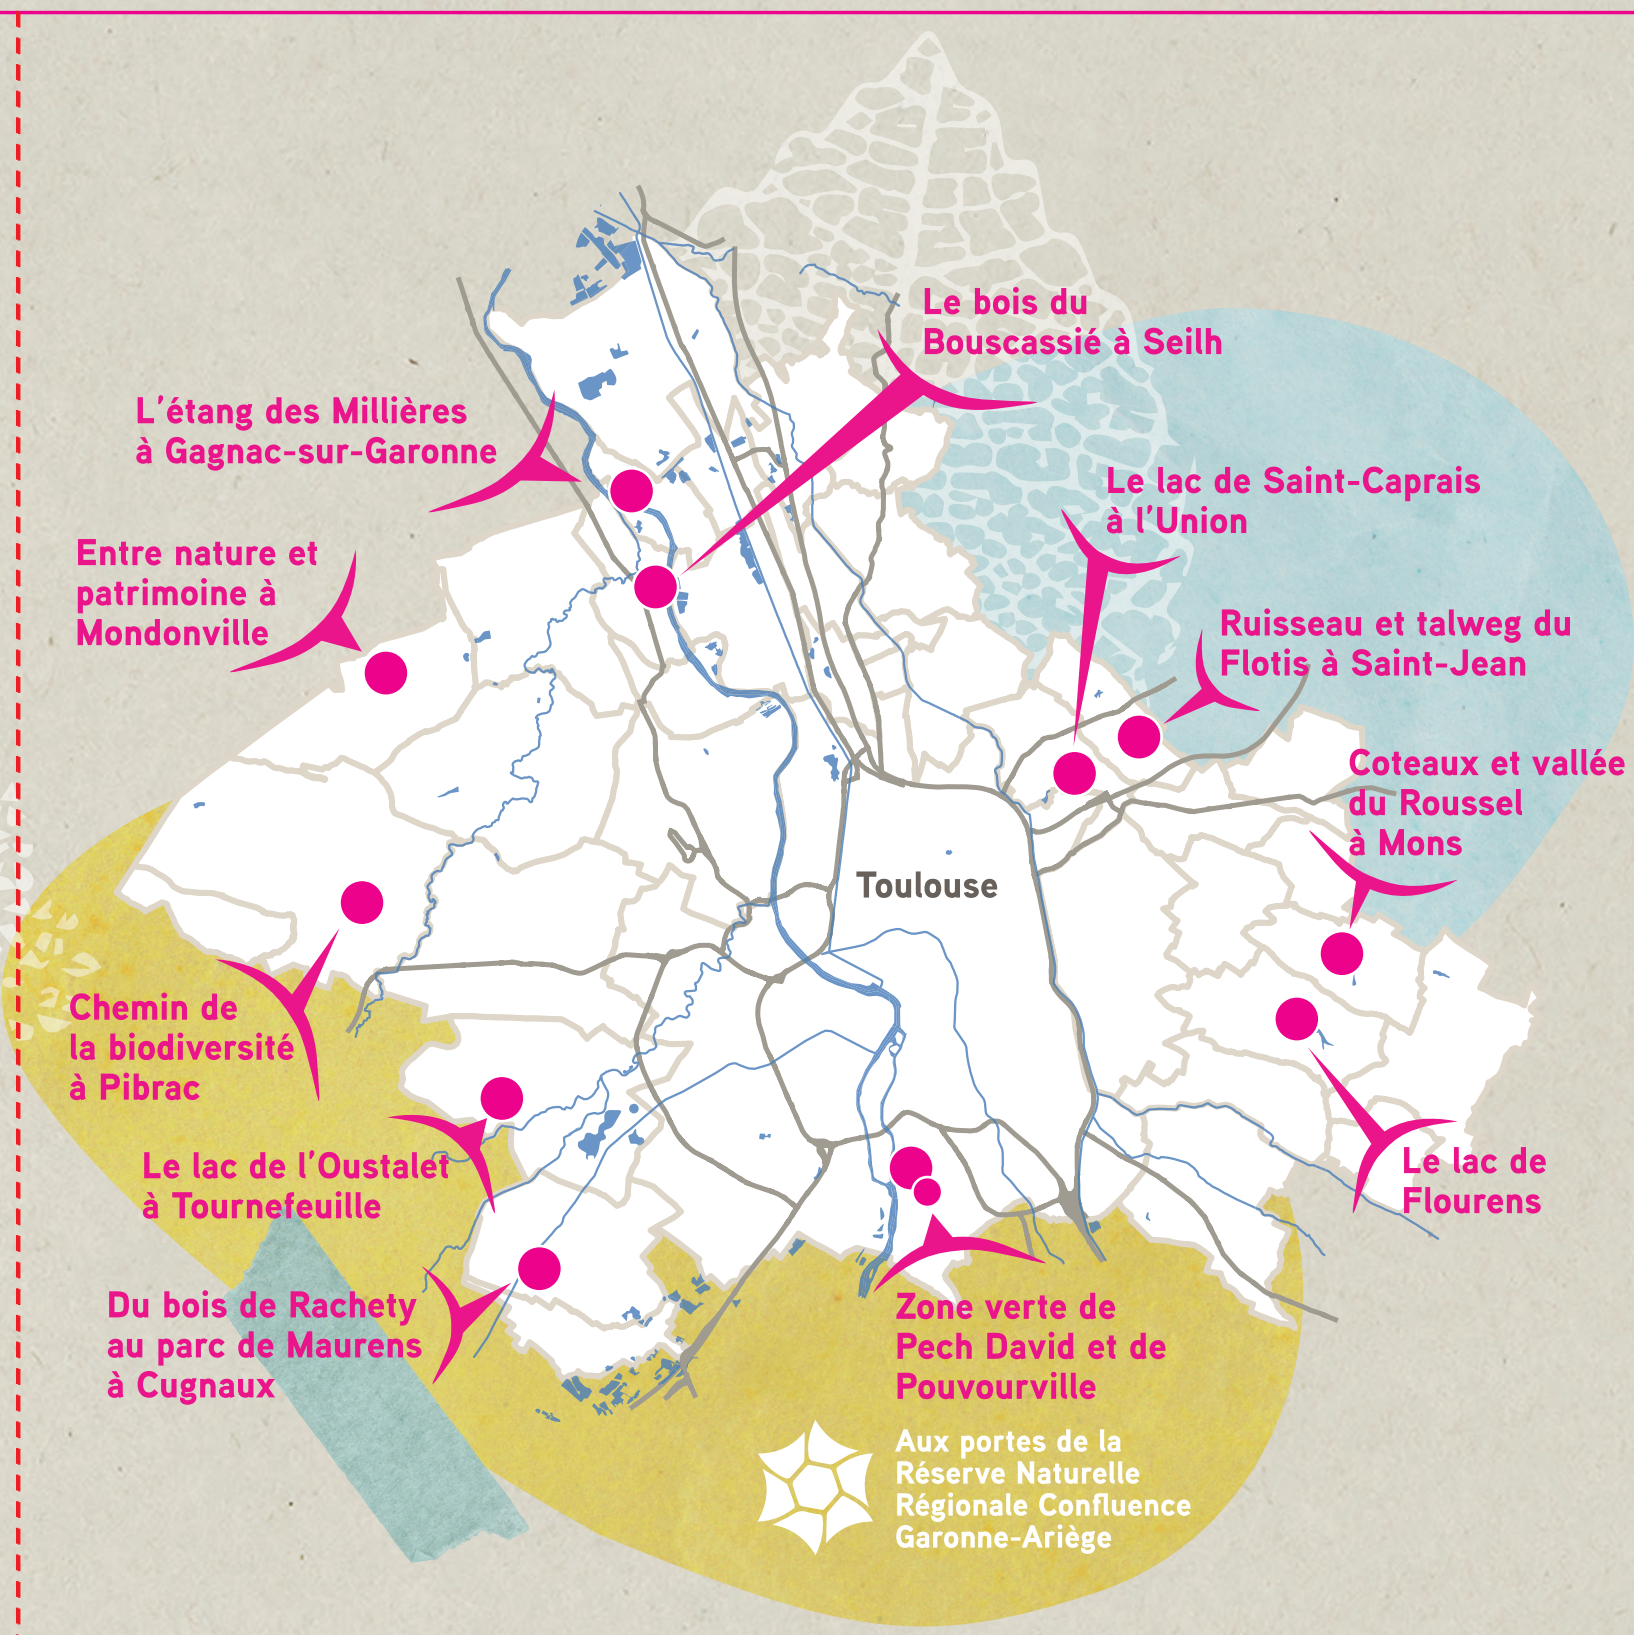 Le bois du
Bouscassié à Seilh
L'étang des Millières
à Gagnac-sur-Garonne
Le lac de Saint-Caprais
à l'Union
Entre nature et
patrimoine à
Mondonville
Ruisseau et talweg du
Flotis à Saint-Jean
Coteaux et vallée
du Roussel
à Mons
Toulouse
Chemin de
la biodiversité
à Pibrac
Le lac de l'Oustalet
à Tournefeuille
Le lac de
Flourens
Du bois de Rachety
au parc de Maurens
à Cugnaux
Zone verte de
Pech David et de
Pouvourville
Aux portes de la
Réserve Naturelle
Régionale Confluence
Garonne-Ariège